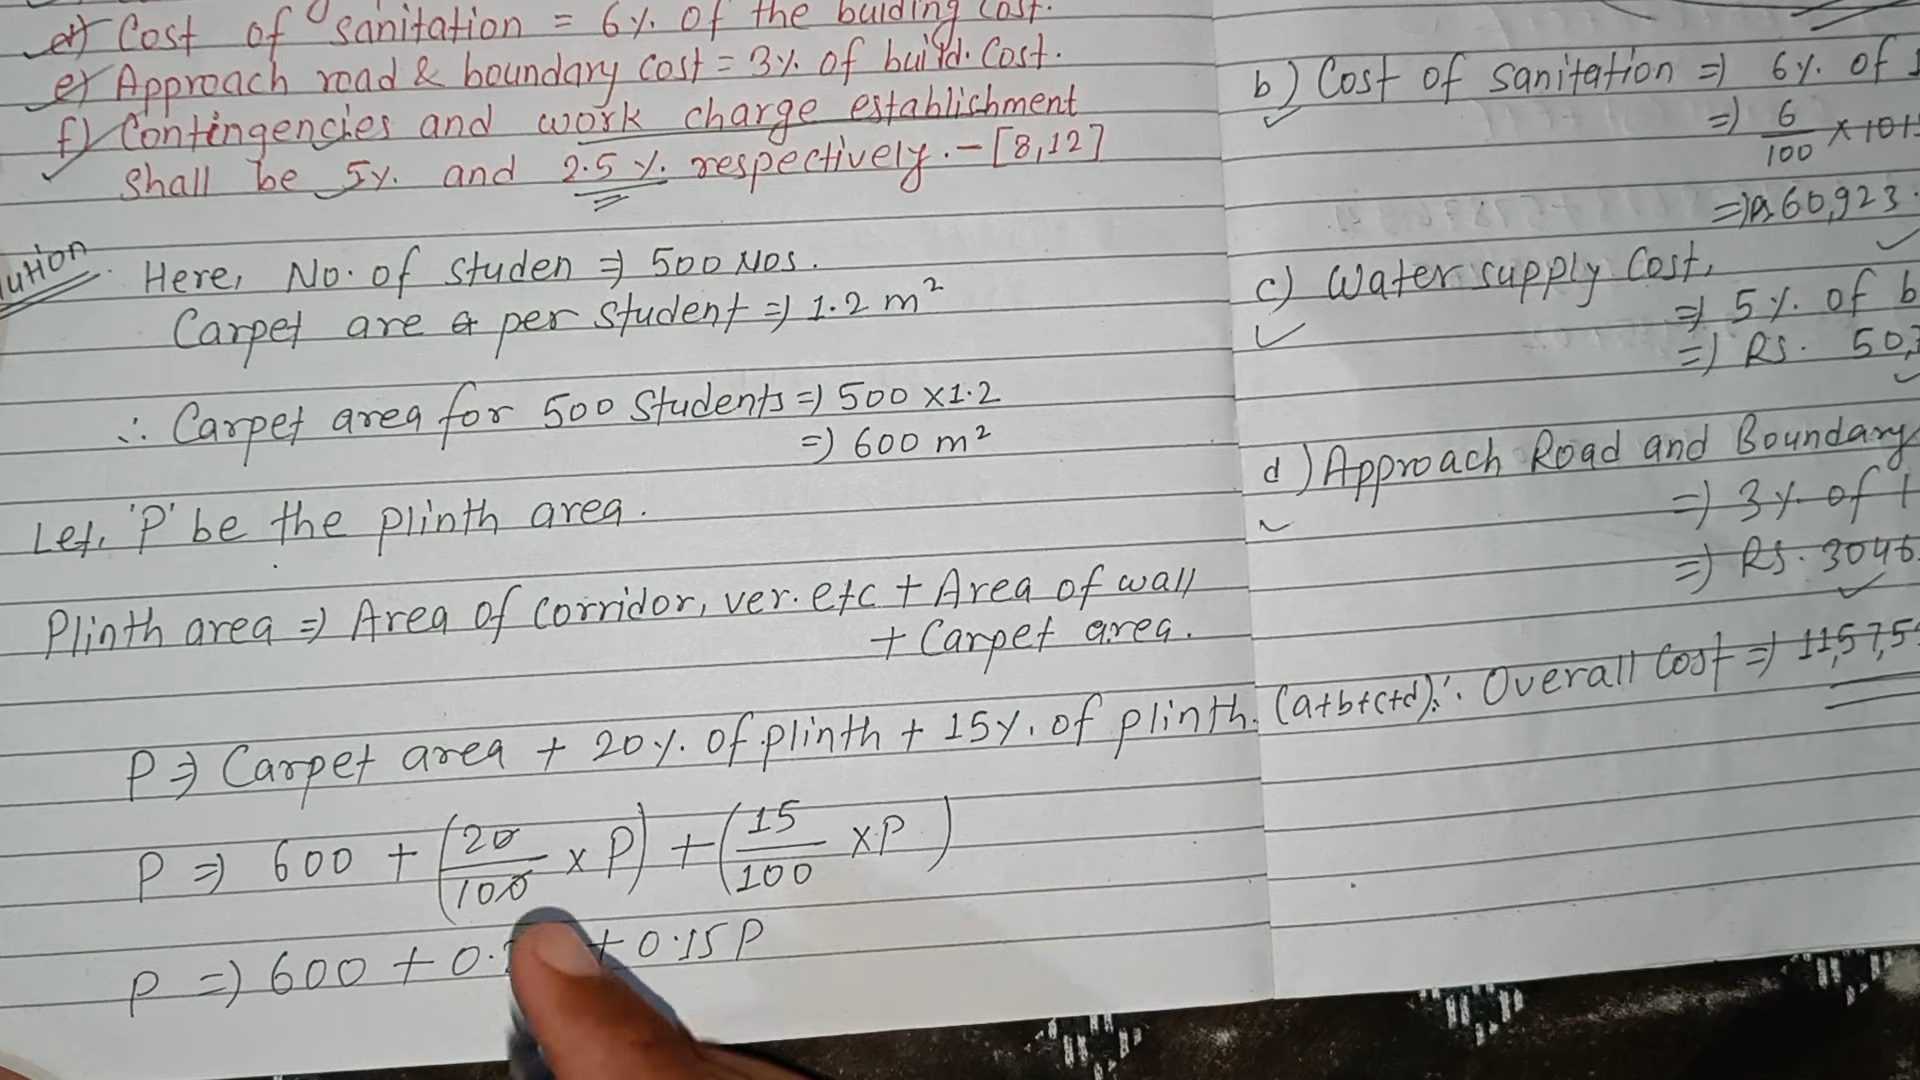 Cost of sanitation = 6%. of the buiding cost.
e) Approach road & boundary cost = 3%. of build. cost.
f) Contingencies and work charge establichment
shall be 5%. and 2.5%. respectively. - [8,12]
Here, No. of studen ⇒ 500 Nos.
Carpet are a per student ⇒ 1.2 m²
∴ Carpet area for 500 students ⇒ 500 x1.2
⇒ 600 m²
Let, 'P' be the plinth area.
Plinth area ⇒ Area of corridor, ver. etc + Area of wall
+ Carpet area.
P ⇒ Carpet area + 20%. of plinth + 15%. of plinth.
P ⇒ 600 + (20/100 x P) + (15/100 x P)
P ⇒ 600 + 0. + 0.15 P
b) Cost of sanitation ⇒ 6%. of
⇒ 6/100 x
⇒ Rs 60,923.
c) Water supply Cost,
⇒ 5%. of b
⇒ Rs. 50,
d) Approach Road and Boundary
⇒ 3%. of
⇒ Rs. 3046
(a+b+c+d) ∴ Overall Cost ⇒ 11,57,5